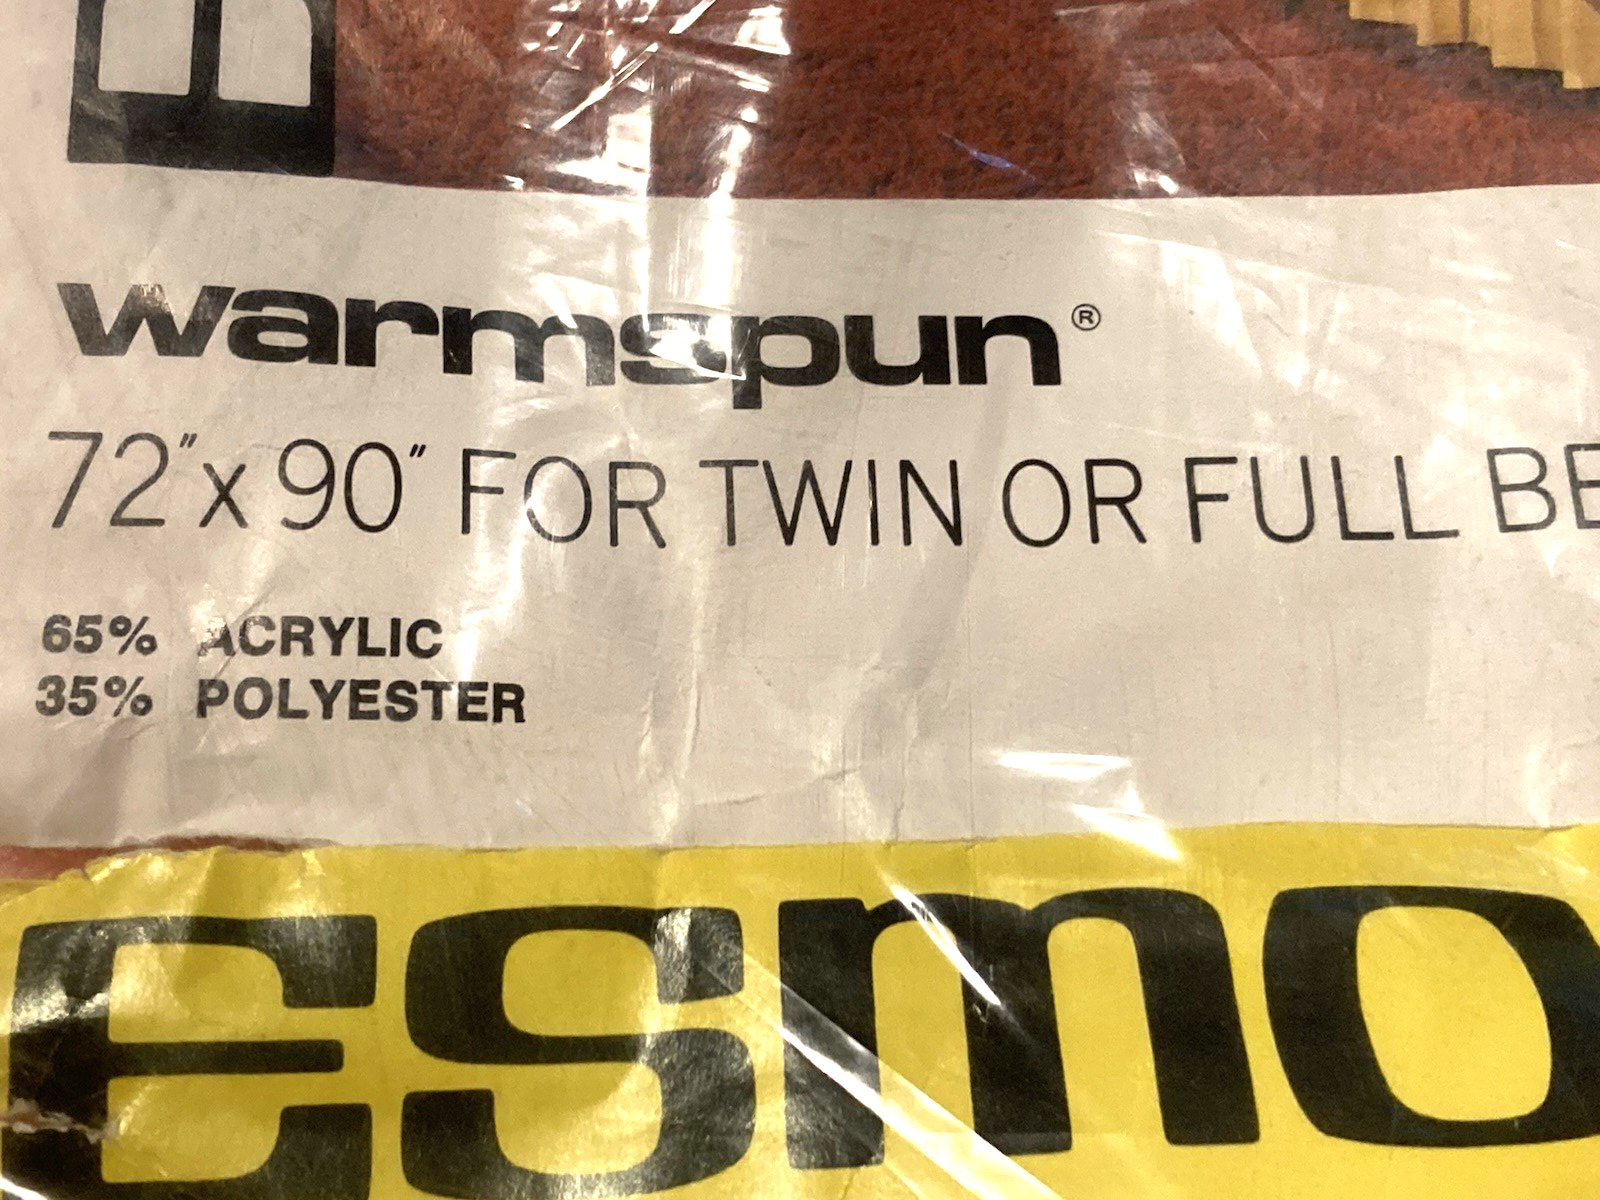 warmspun®
72" x 90" FOR TWIN OR FULL BE
65% ACRYLIC
35% POLYESTER
ESMO